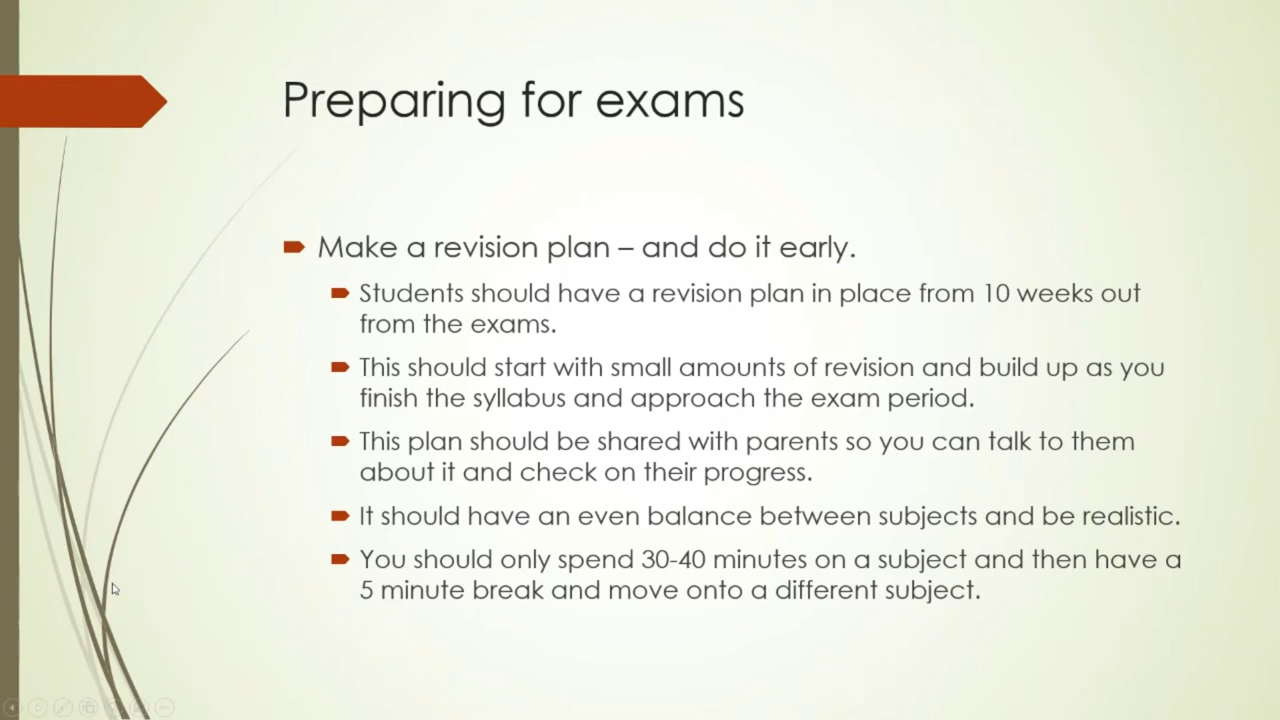 Preparing for exams
Make a revision plan – and do it early.
Students should have a revision plan in place from 10 weeks out
from the exams.
This should start with small amounts of revision and build up as you
finish the syllabus and approach the exam period.
This plan should be shared with parents so you can talk to them
about it and check on their progress.
It should have an even balance between subjects and be realistic.
You should only spend 30-40 minutes on a subject and then have a
5 minute break and move onto a different subject.